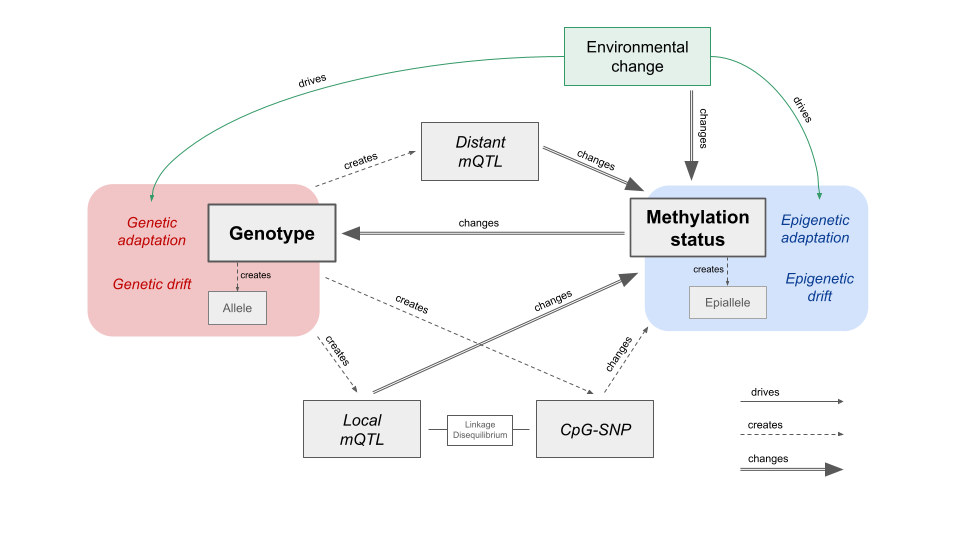 Environmental
change
drives
drives
changes
Distant
mQTL
creates
changes
Genetic
adaptation
Genotype
changes
Methylation
status
Epigenetic
adaptation
Genetic drift
creates
Allele
creates
Epiallele
Epigenetic
drift
creates
changes
creates
changes
Local
mQTL
Linkage
Disequilibrium
CpG-SNP
drives
creates
changes